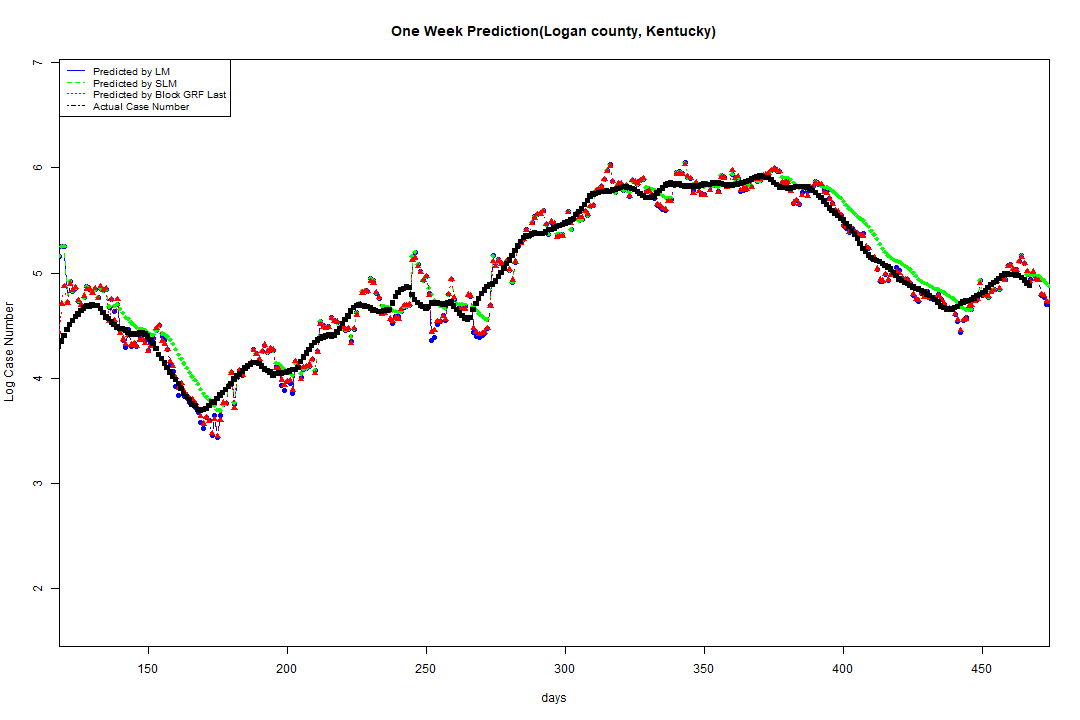 One Week Prediction(Logan county, Kentucky)
Predicted by LM
Predicted by SLM
Predicted by Block GRF Last
Actual Case Number
7
6
5
4
3
2
Log Case Number
150 200 250 300 350 400 450
days